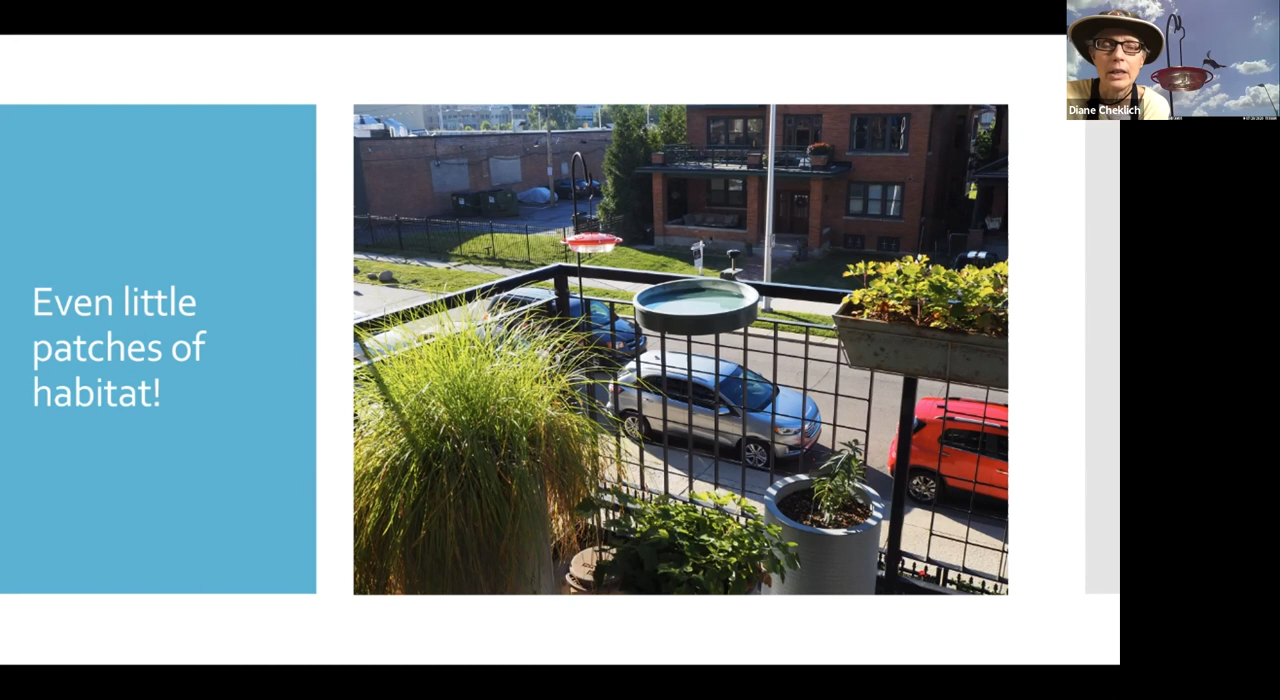 Diane Cheklich
Even little
patches of
habitat!